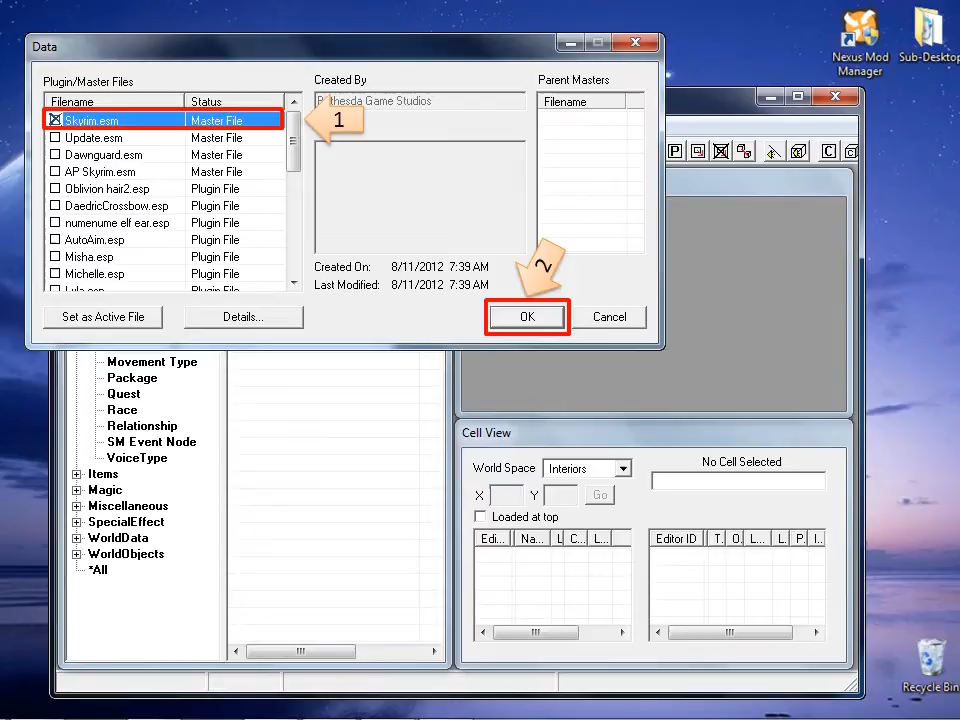 Data
Plugin/Master Files
Filename Status
Skyrim.esm Master File
Update.esm Master File
Dawnguard.esm Master File
AP Skyrim.esm Master File
Oblivion hair2.esp Plugin File
DaedricCrossbow.esp Plugin File
numenume elf ear.esp Plugin File
AutoAim.esp Plugin File
Misha.esp Plugin File
Michelle.esp Plugin File
Lula.esp Plugin File
1
Created By
Bethesda Game Studios
Parent Masters
Filename
Created On: 8/11/2012 7:39 AM
Last Modified: 8/11/2012 7:39 AM
2
Set as Active File
Details...
OK
Cancel
Nexus Mod
Manager
Sub-Desktop
P
C
Movement Type
Package
Quest
Race
Relationship
SM Event Node
VoiceType
Items
Magic
Miscellaneous
SpecialEffect
WorldData
WorldObjects
*All
Cell View
World Space Interiors
No Cell Selected
X Y Go
Loaded at top
Edi... Na... L C... L...
Editor ID T. O. L... L. P. I..
Recycle Bin